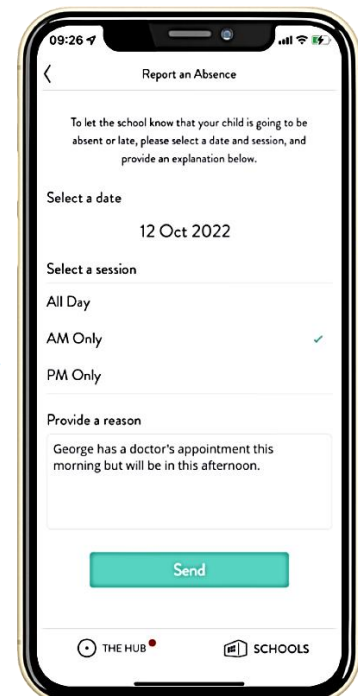 09:26
Report an Absence
To let the school know that your child is going to be
absent or late, please select a date and session, and
provide an explanation below.
Select a date
12 Oct 2022
Select a session
All Day
AM Only
PM Only
Provide a reason
George has a doctor's appointment this
morning but will be in this afternoon.
Send
THE HUB
SCHOOLS